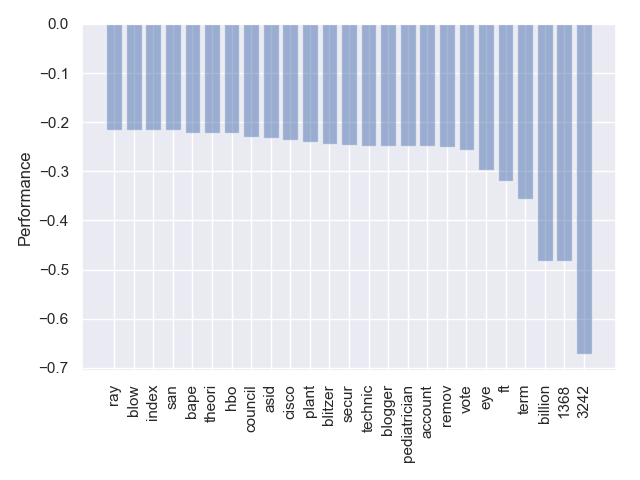 0.0
−0.1
−0.2
−0.3
−0.4
−0.5
−0.6
−0.7
Performance
ray
blow
index
san
bape
theori
hbo
council
asid
cisco
plant
blitzer
secur
technic
blogger
pediatrician
account
remov
vote
eye
ft
term
billion
1368
3242